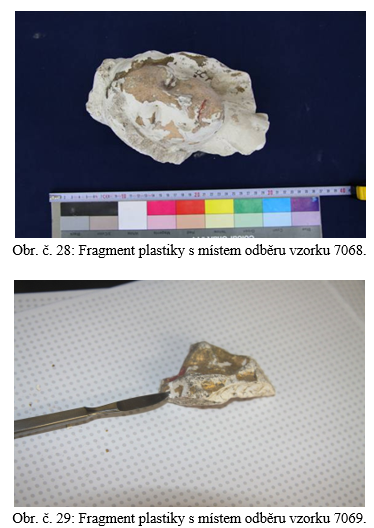 Obr. č. 28: Fragment plastiky s místem odběru vzorku 7068.
Obr. č. 29: Fragment plastiky s místem odběru vzorku 7069.